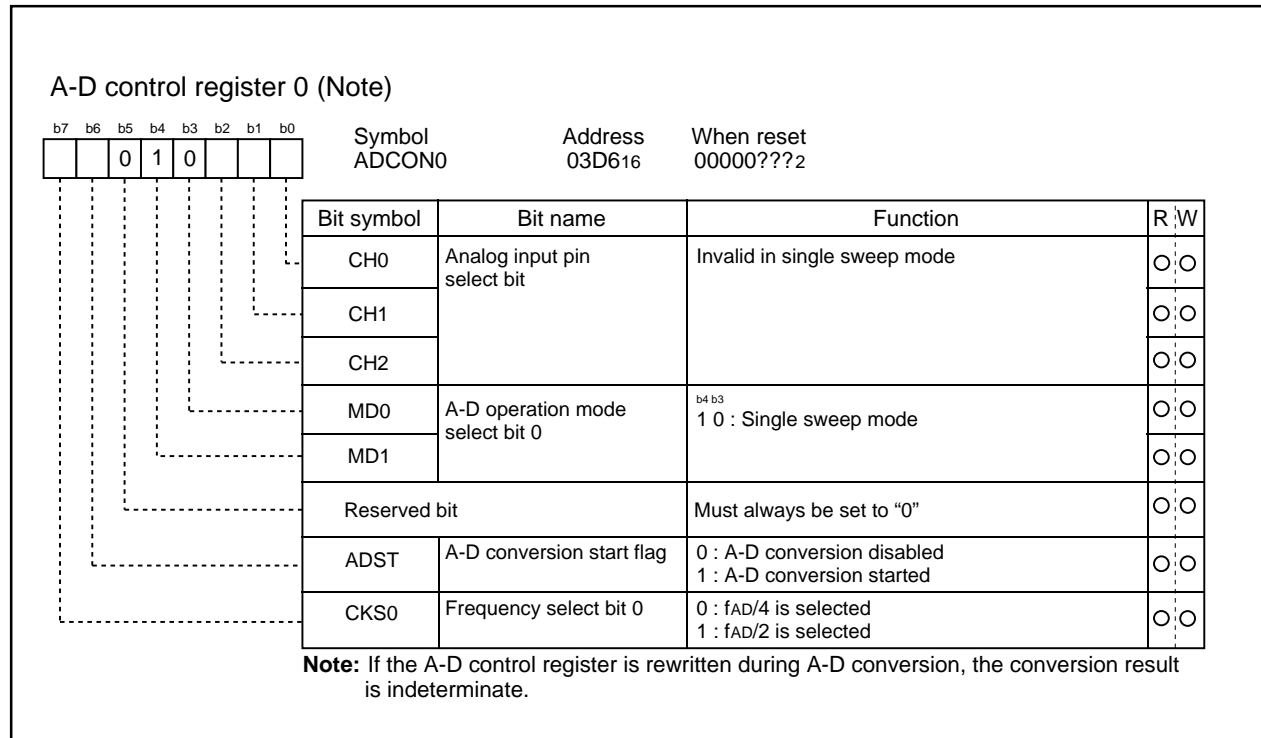 A-D control register 0 (Note)
b7 b6 b5 b4 b3 b2 b1 b0
0 1 0
Symbol Address When reset
ADCON0 03D616 00000???2
Bit symbol Bit name Function R W
CH0 Analog input pin Invalid in single sweep mode
select bit
CH1
CH2
MD0 A-D operation mode b4 b3
select bit 0 1 0 : Single sweep mode
MD1
Reserved bit Must always be set to “0”
ADST A-D conversion start flag 0 : A-D conversion disabled
1 : A-D conversion started
CKS0 Frequency select bit 0 0 : fAD/4 is selected
1 : fAD/2 is selected
Note: If the A-D control register is rewritten during A-D conversion, the conversion result
is indeterminate.